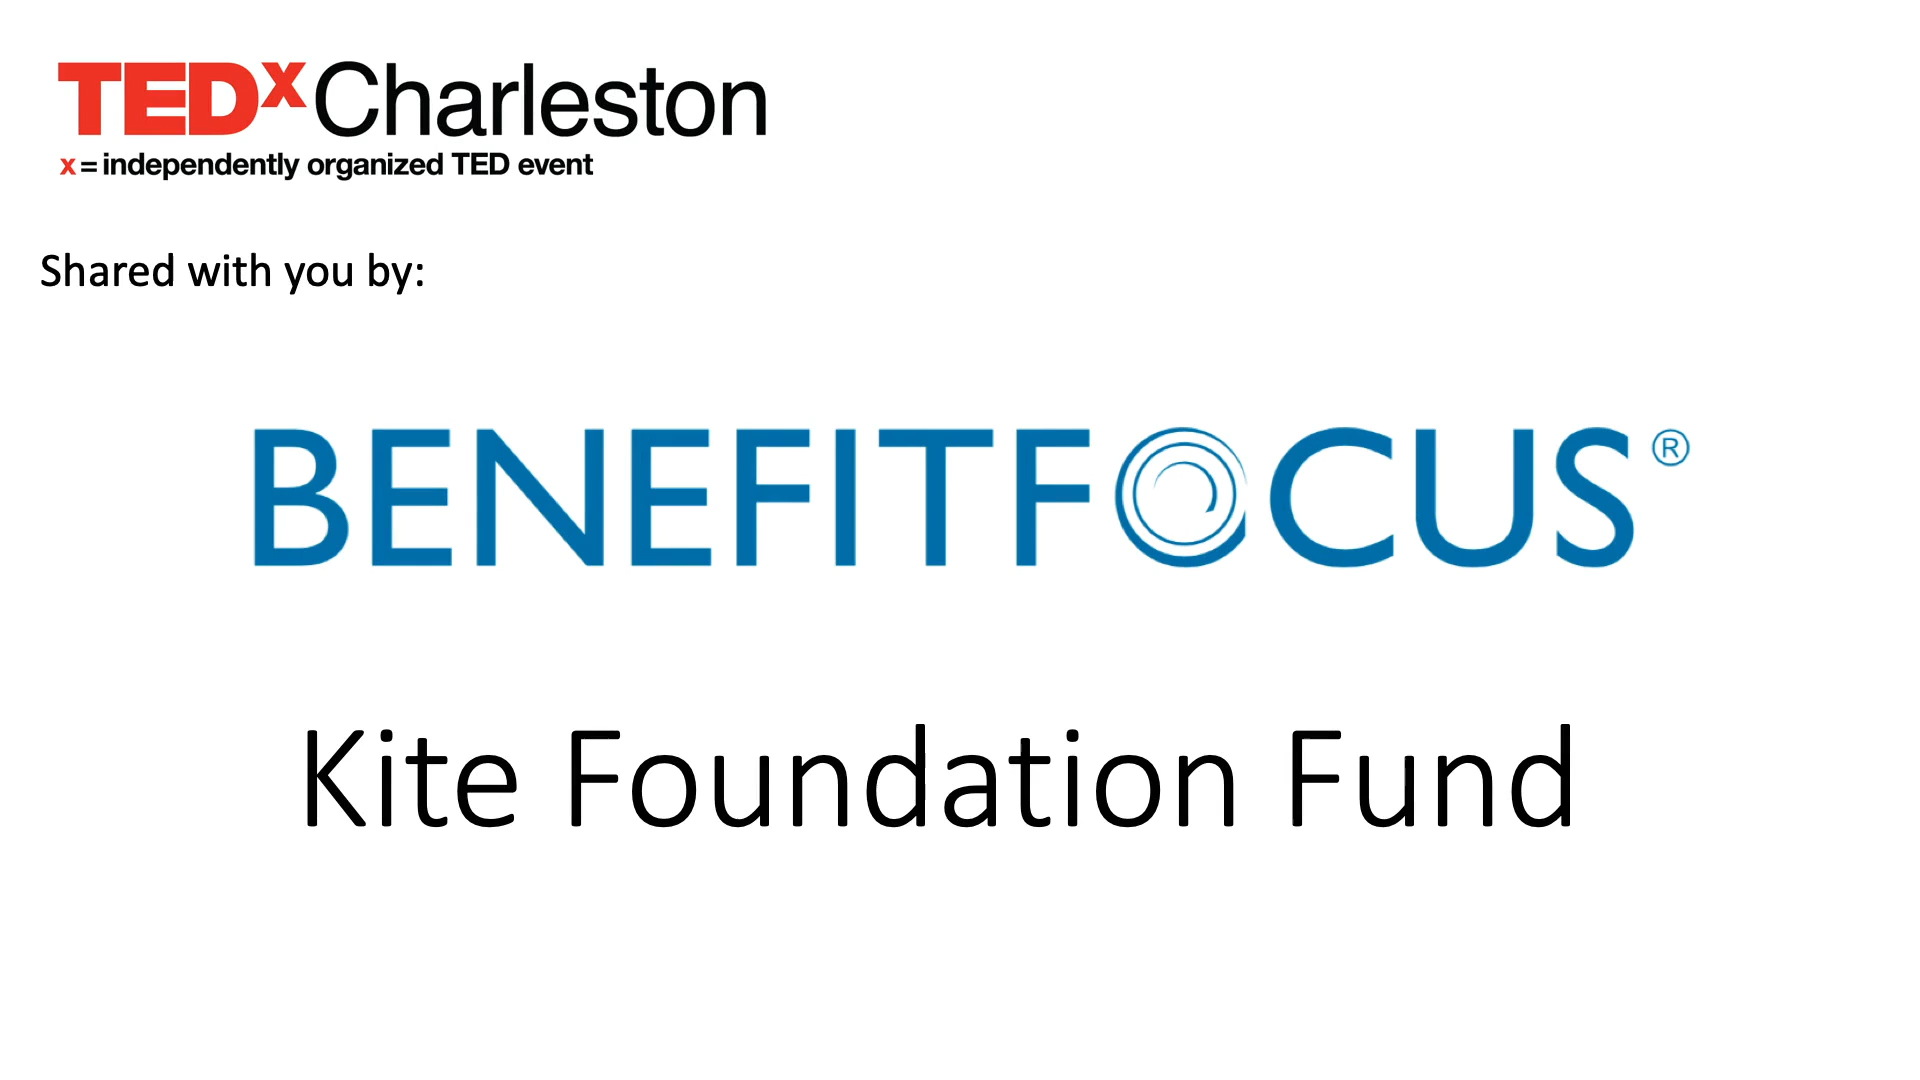 TEDxCharleston
x = independently organized TED event
Shared with you by:
BENEFITFOCUS®
Kite Foundation Fund